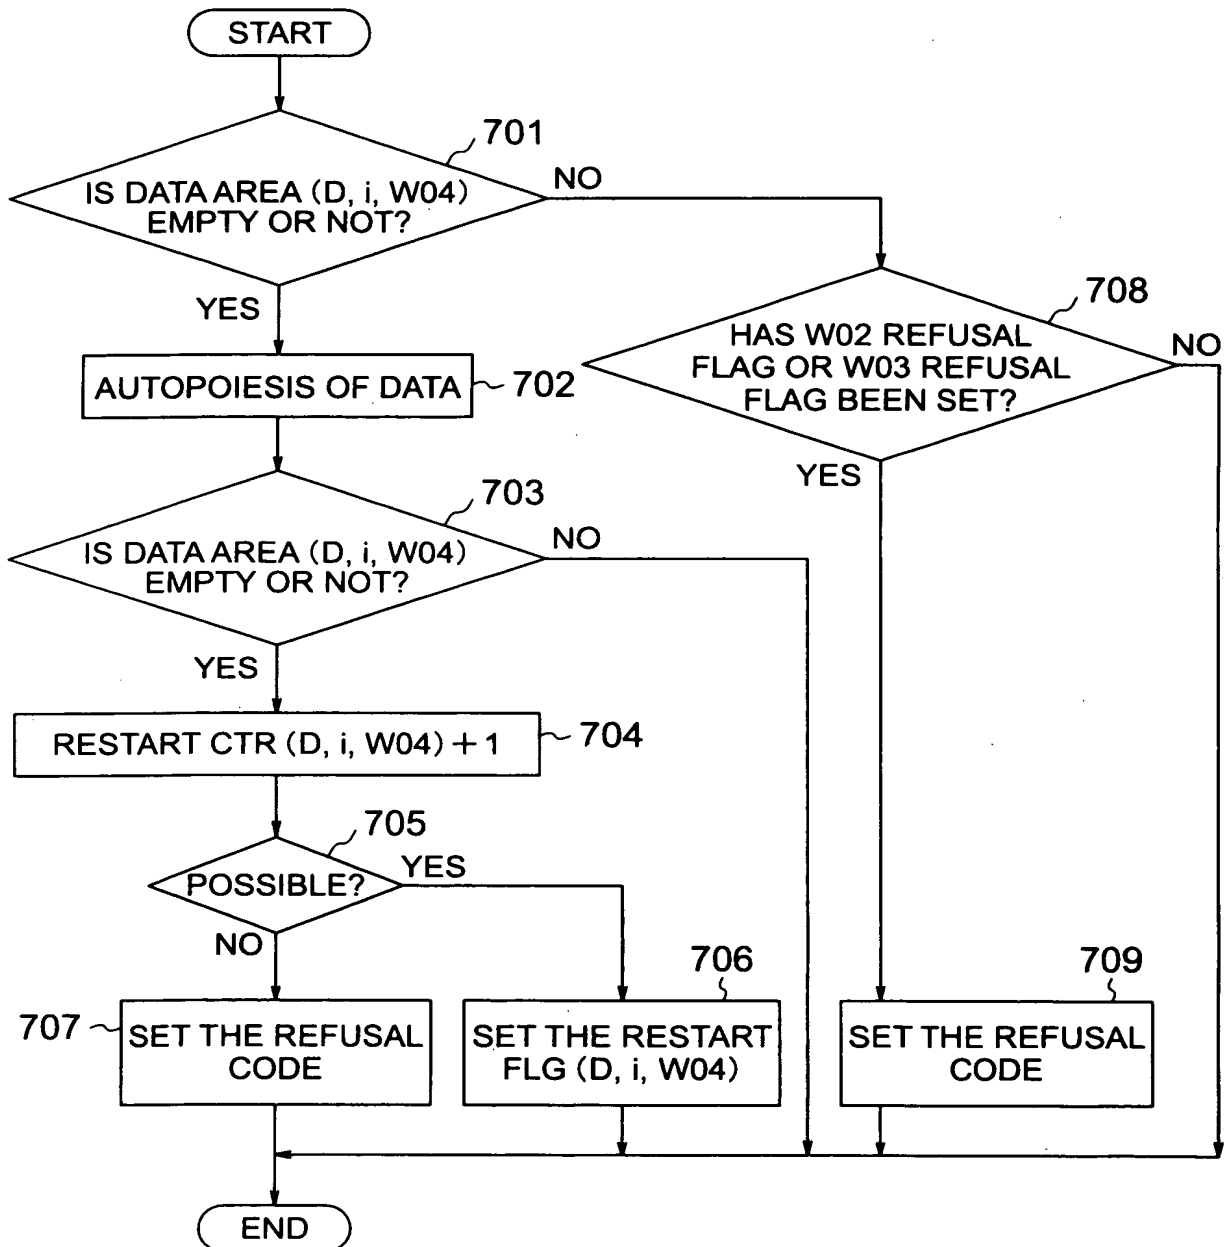 START
701
IS DATA AREA (D, i, W04)
EMPTY OR NOT?
NO
YES
708
HAS W02 REFUSAL
FLAG OR W03 REFUSAL
FLAG BEEN SET?
NO
YES
AUTOPOIESIS OF DATA
702
703
IS DATA AREA (D, i, W04)
EMPTY OR NOT?
NO
YES
RESTART CTR (D, i, W04) + 1
704
705
POSSIBLE?
YES
NO
707
SET THE REFUSAL
CODE
706
SET THE RESTART
FLG (D, i, W04)
709
SET THE REFUSAL
CODE
END